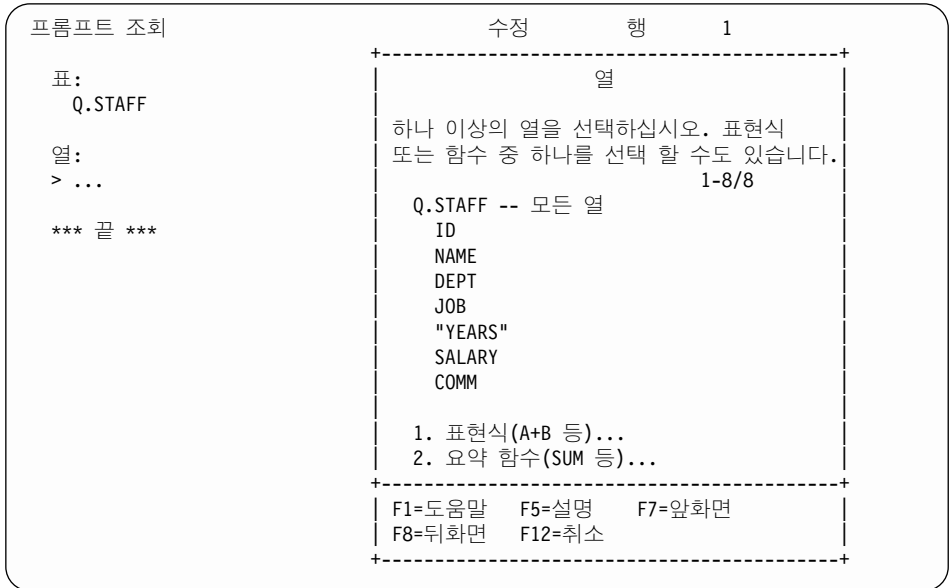 프롬프트 조회 수정 행 1
표:
Q.STAFF
열:
> ...
*** 끝 ***
열
하나 이상의 열을 선택하십시오. 표현식
또는 함수 중 하나를 선택 할 수도 있습니다.
1-8/8
Q.STAFF -- 모든 열
ID
NAME
DEPT
JOB
"YEARS"
SALARY
COMM
1. 표현식(A+B 등)...
2. 요약 함수(SUM 등)...
F1=도움말 F5=설명 F7=앞화면
F8=뒤화면 F12=취소